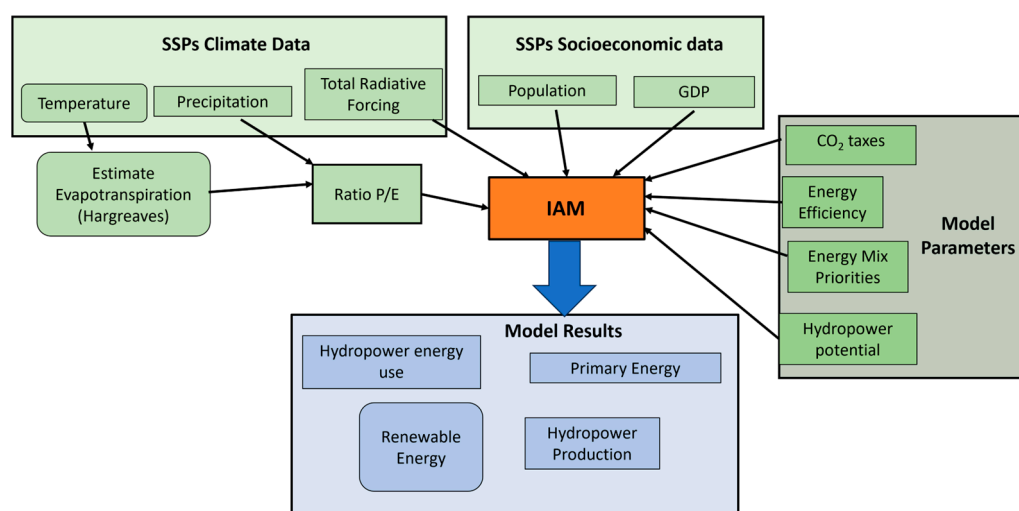 SSPs Climate Data
Temperature
Precipitation
Total Radiative
Forcing
SSPs Socioeconomic data
Population
GDP
Estimate
Evapotranspiration
(Hargreaves)
Ratio P/E
IAM
CO₂ taxes
Energy
Efficiency
Energy Mix
Priorities
Hydropower
potential
Model
Parameters
Model Results
Hydropower energy
use
Primary Energy
Renewable
Energy
Hydropower
Production